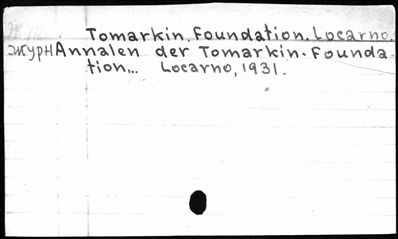 Tomarkin Foundation. Locarno.
журн Annalen der Tomarkin-Founda
tion... Locarno, 1931.